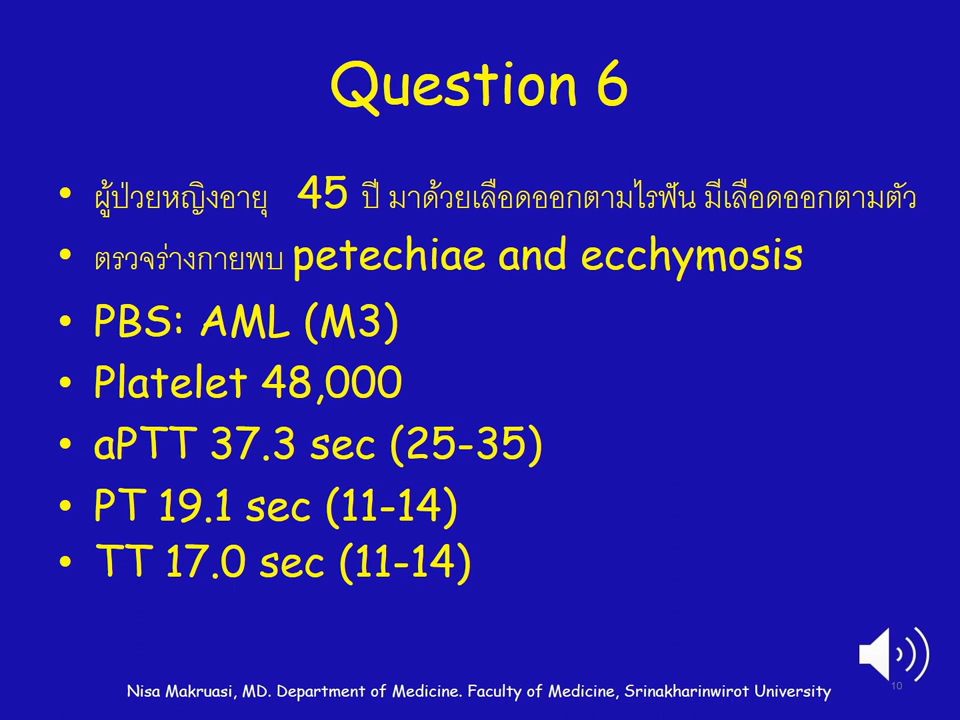 Question 6
• ผู้ป่วยหญิงอายุ 45 ปี มาด้วยเลือดออกตามไรฟัน มีเลือดออกตามตัว
• ตรวจร่างกายพบ petechiae and ecchymosis
• PBS: AML (M3)
• Platelet 48,000
• aPTT 37.3 sec (25-35)
• PT 19.1 sec (11-14)
• TT 17.0 sec (11-14)
Nisa Makruasi, MD. Department of Medicine. Faculty of Medicine, Srinakharinwirot University
10